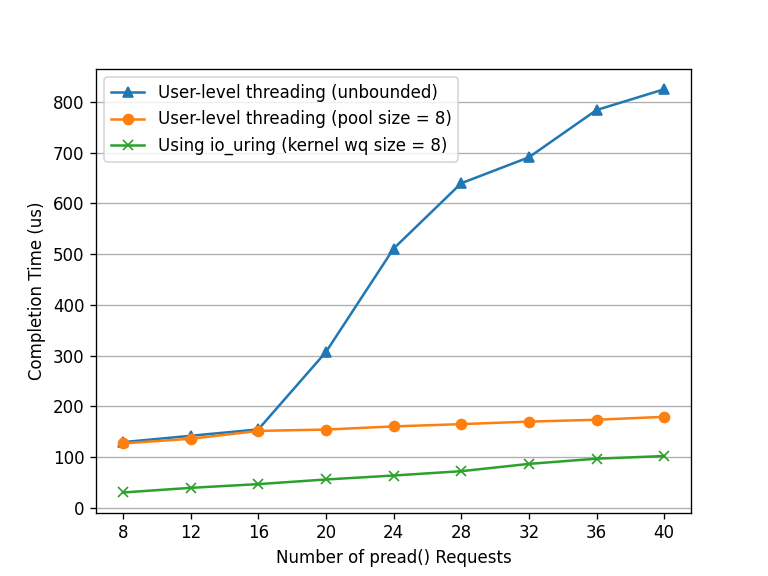 User-level threading (unbounded)
User-level threading (pool size = 8)
Using io_uring (kernel wq size = 8)
Completion Time (us)
800
700
600
500
400
300
200
100
0
8 12 16 20 24 28 32 36 40
Number of pread() Requests